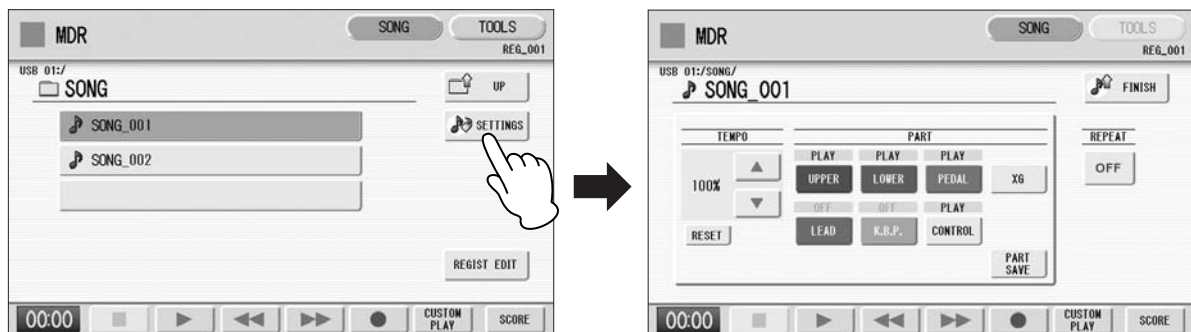 MDR
SONG
TOOLS
REG_001
USB 01:/
SONG
UP
SONG_001
SETTINGS
SONG_002
REGIST EDIT
00:00
CUSTOM
PLAY
SCORE
MDR
SONG
TOOLS
REG_001
USB 01:/SONG/
SONG_001
FINISH
TEMPO
PART
REPEAT
PLAY PLAY PLAY
100%
UPPER LOWER PEDAL XG
OFF
OFF OFF PLAY
RESET
LEAD K.B.P. CONTROL
PART
SAVE
00:00
CUSTOM
PLAY
SCORE